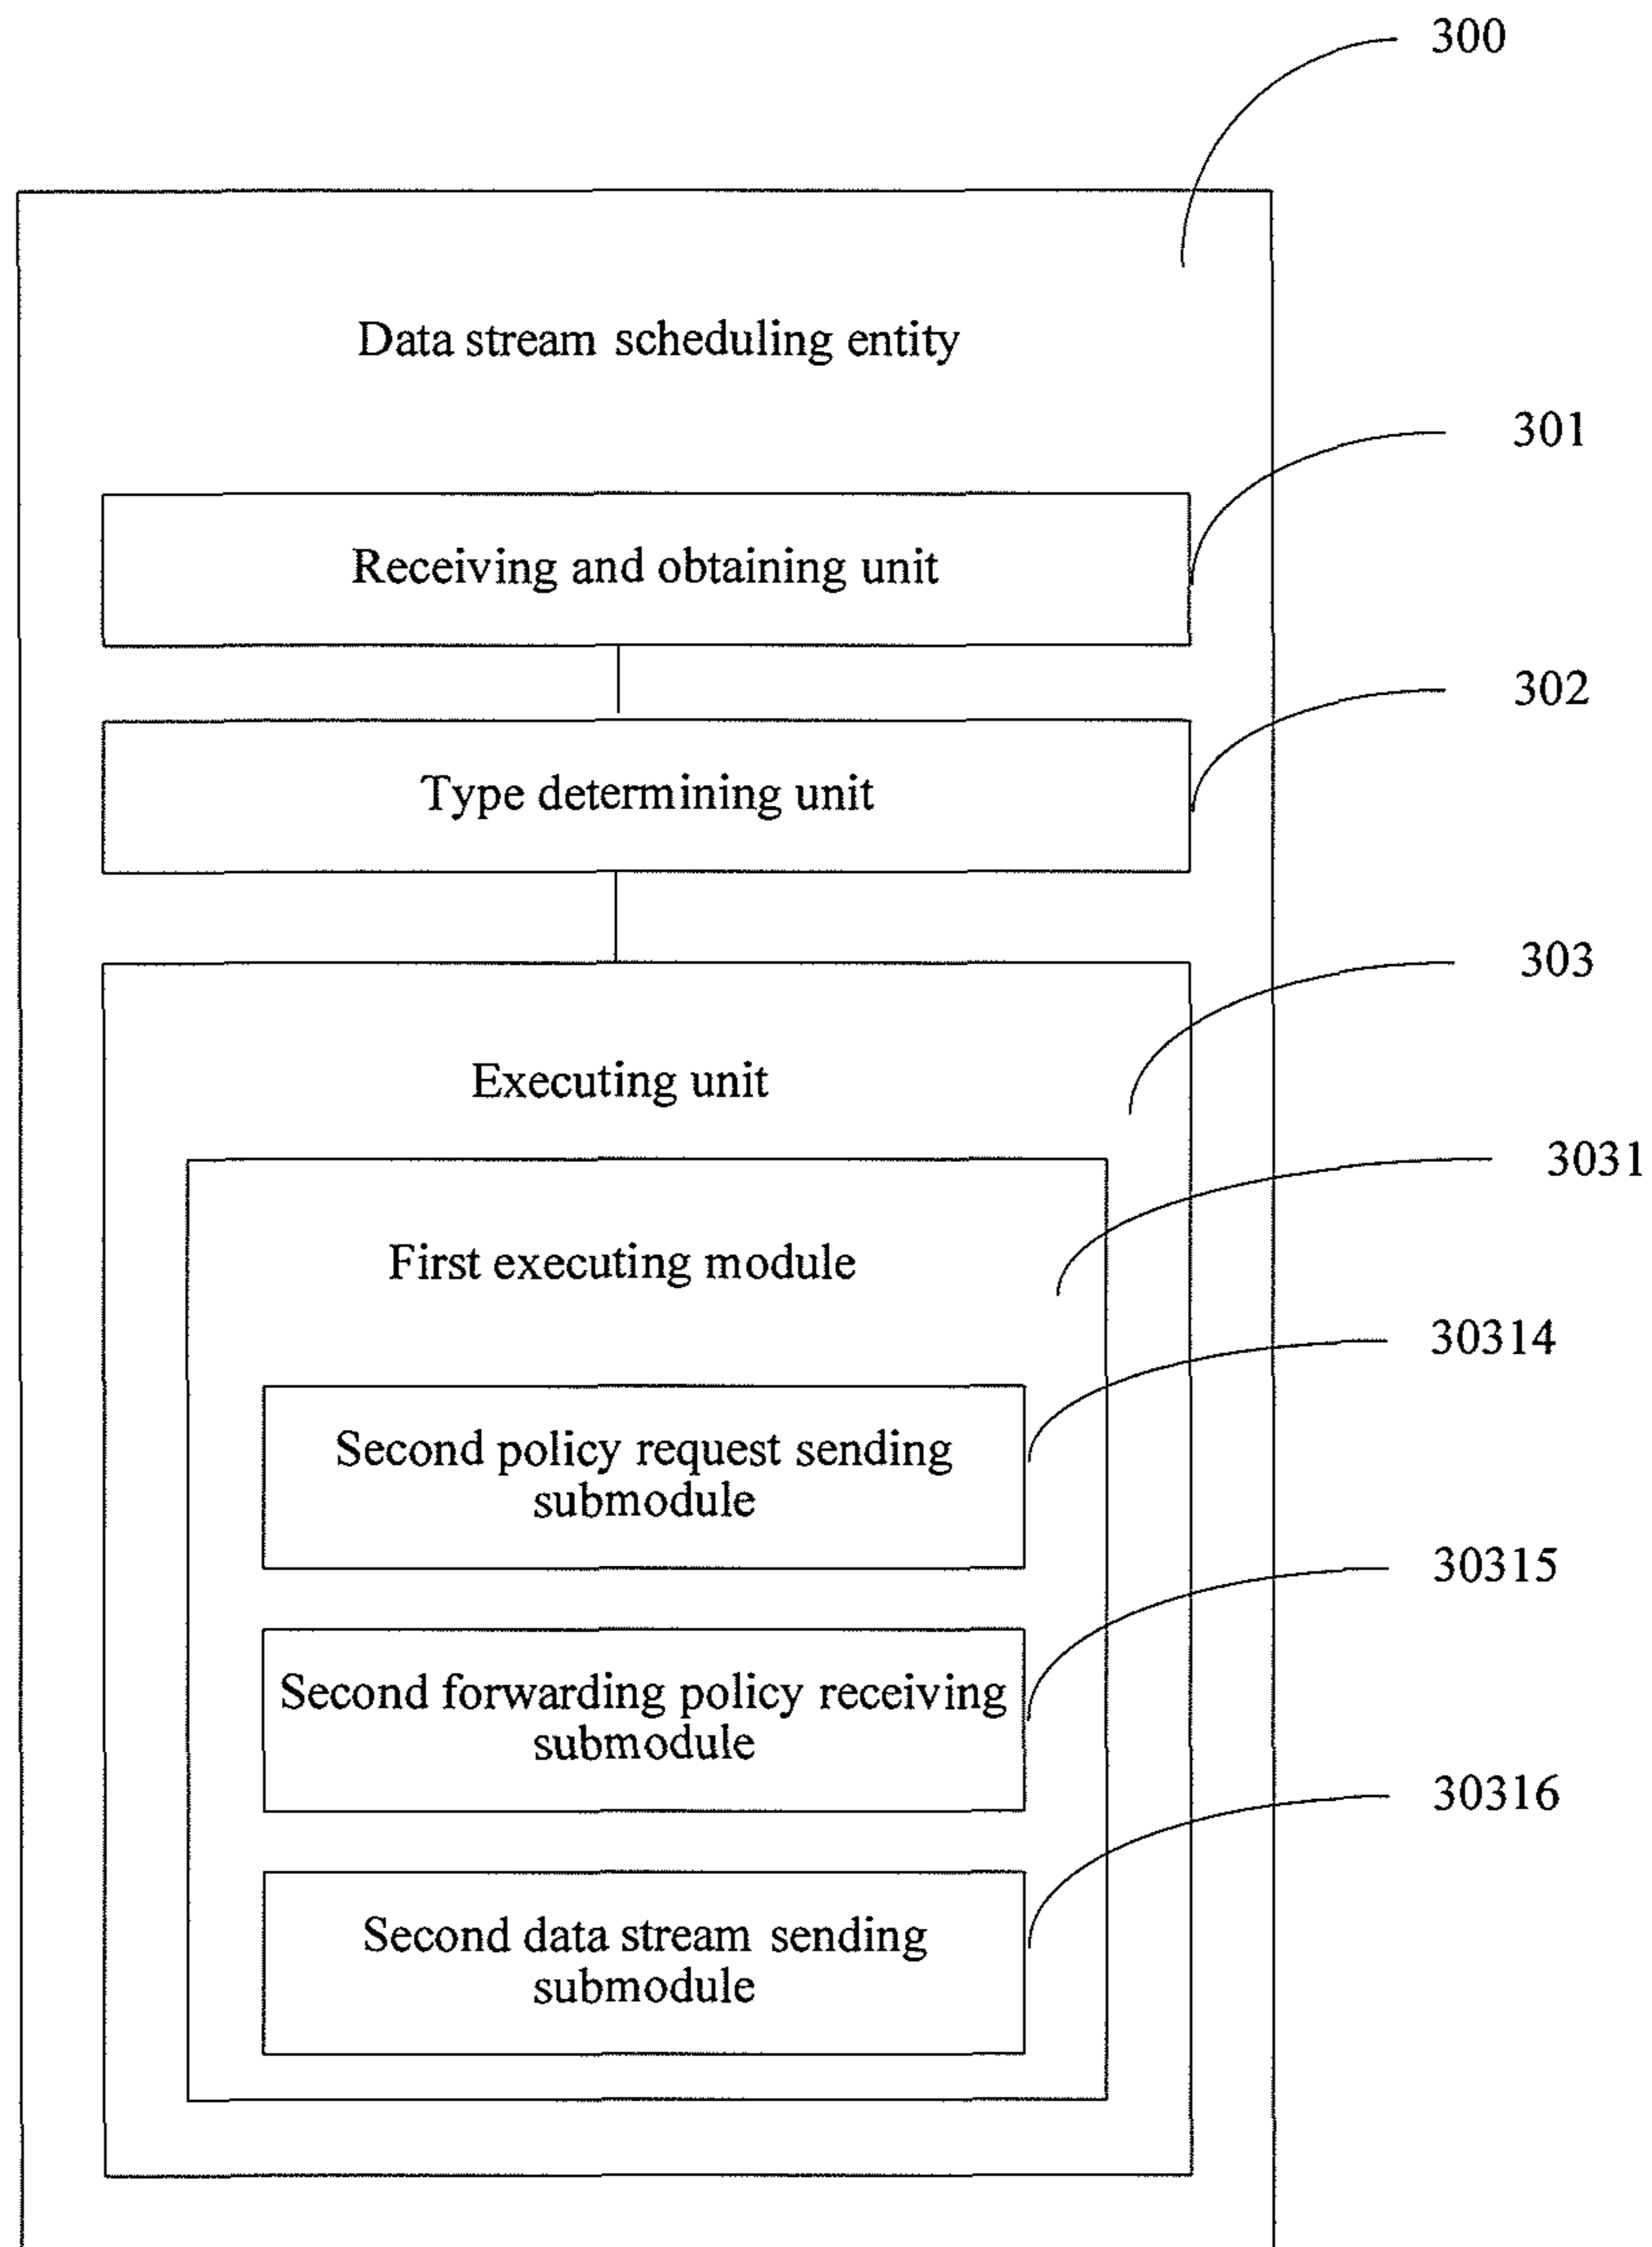 300
Data stream scheduling entity
301
Receiving and obtaining unit
302
Type determining unit
303
Executing unit
3031
First executing module
30314
Second policy request sending
submodule
30315
Second forwarding policy receiving
submodule
30316
Second data stream sending
submodule